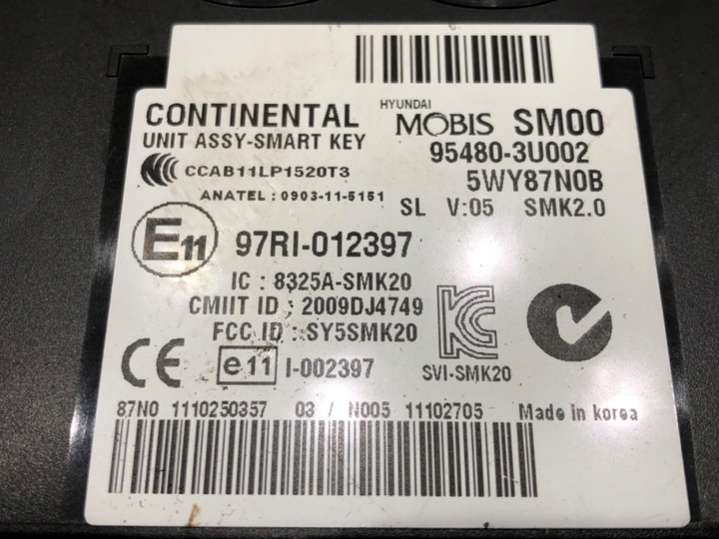 CONTINENTAL HYUNDAI MOBIS SM00
UNIT ASSY-SMART KEY 95480-3U002
CCAB11LP1520T3 5WY87N0B
ANATEL : 0903-11-5151 SL V:05 SMK2.0
E11 97RI-012397
IC : 8325A-SMK20
CMIIT ID : 2009DJ4749
FCC ID : SY5SMK20
CE e11 I-002397 SVI-SMK20
87N0 1110250357 03 / N005 11102705 Made in korea